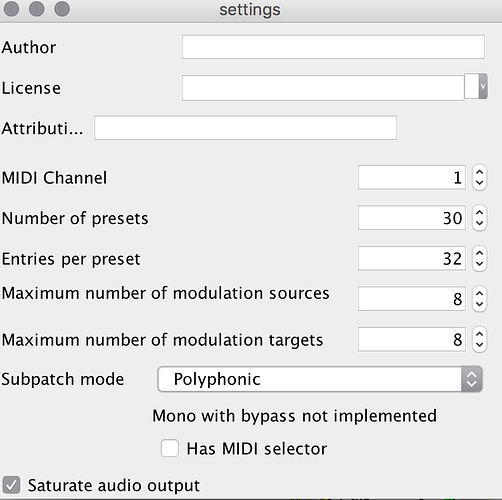 settings
Author
License
v
Attributi...
MIDI Channel 1
Number of presets 30
Entries per preset 32
Maximum number of modulation sources 8
Maximum number of modulation targets 8
Subpatch mode Polyphonic
Mono with bypass not implemented
Has MIDI selector
Saturate audio output